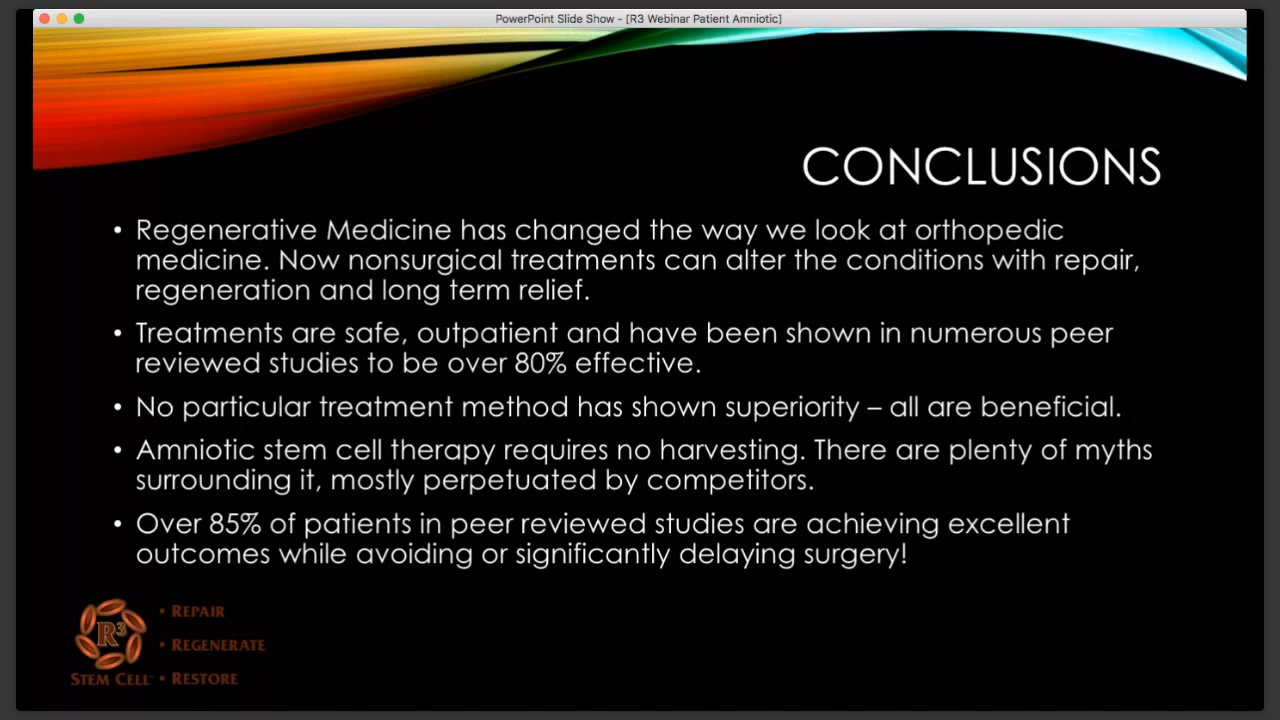 PowerPoint Slide Show - [R3 Webinar Patient Amniotic]
CONCLUSIONS
• Regenerative Medicine has changed the way we look at orthopedic
medicine. Now nonsurgical treatments can alter the conditions with repair,
regeneration and long term relief.
• Treatments are safe, outpatient and have been shown in numerous peer
reviewed studies to be over 80% effective.
• No particular treatment method has shown superiority – all are beneficial.
• Amniotic stem cell therapy requires no harvesting. There are plenty of myths
surrounding it, mostly perpetuated by competitors.
• Over 85% of patients in peer reviewed studies are achieving excellent
outcomes while avoiding or significantly delaying surgery!
R³
STEM CELL
• REPAIR
• REGENERATE
• RESTORE